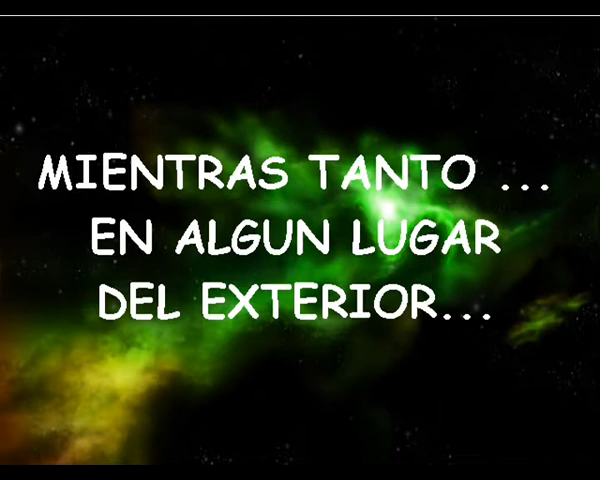 MIENTRAS TANTO ...
EN ALGUN LUGAR
DEL EXTERIOR...